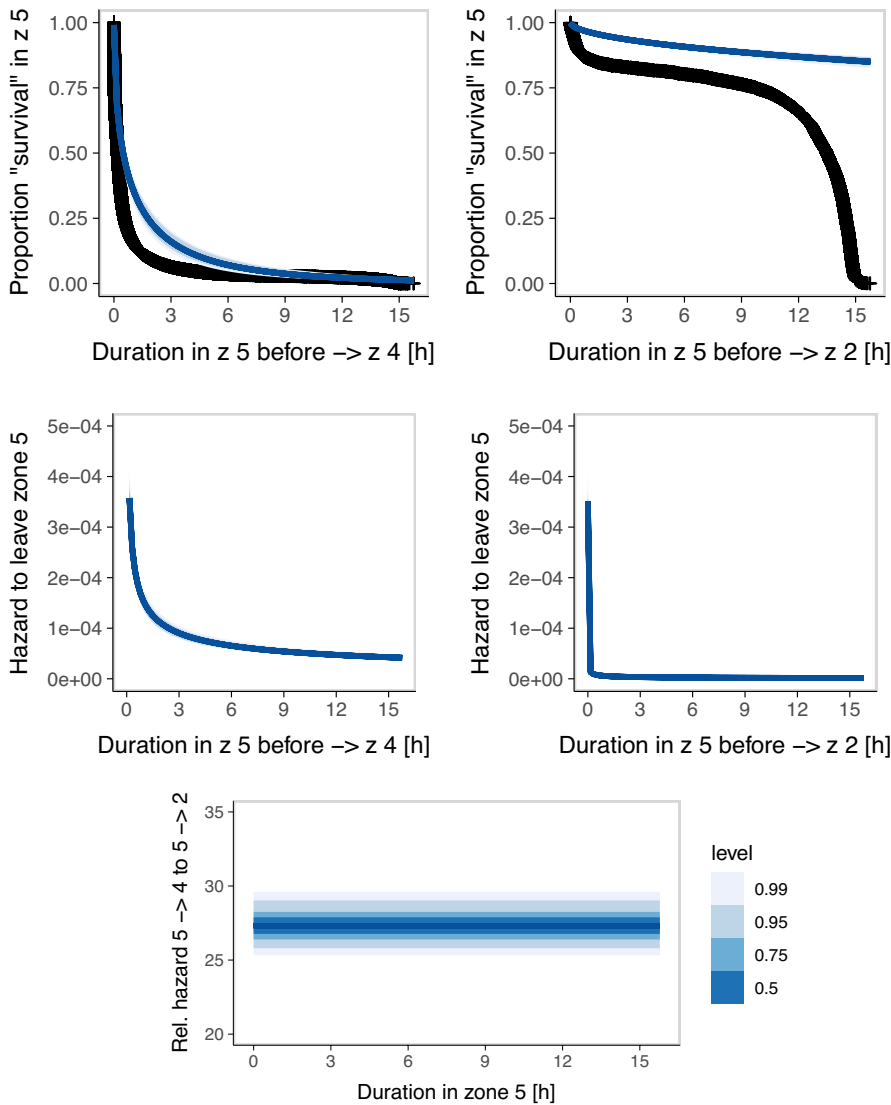 Proportion "survival" in z 5
1.00
0.75
0.50
0.25
0.00
0 3 6 9 12 15
Duration in z 5 before −> z 4 [h]
Proportion "survival" in z 5
1.00
0.75
0.50
0.25
0.00
0 3 6 9 12 15
Duration in z 5 before −> z 2 [h]
Hazard to leave zone 5
5e−04
4e−04
3e−04
2e−04
1e−04
0e+00
0 3 6 9 12 15
Duration in z 5 before −> z 4 [h]
Hazard to leave zone 5
5e−04
4e−04
3e−04
2e−04
1e−04
0e+00
0 3 6 9 12 15
Duration in z 5 before −> z 2 [h]
Rel. hazard 5 −> 4 to 5 −> 2
35
30
25
20
0 3 6 9 12 15
Duration in zone 5 [h]
level
0.99
0.95
0.75
0.5